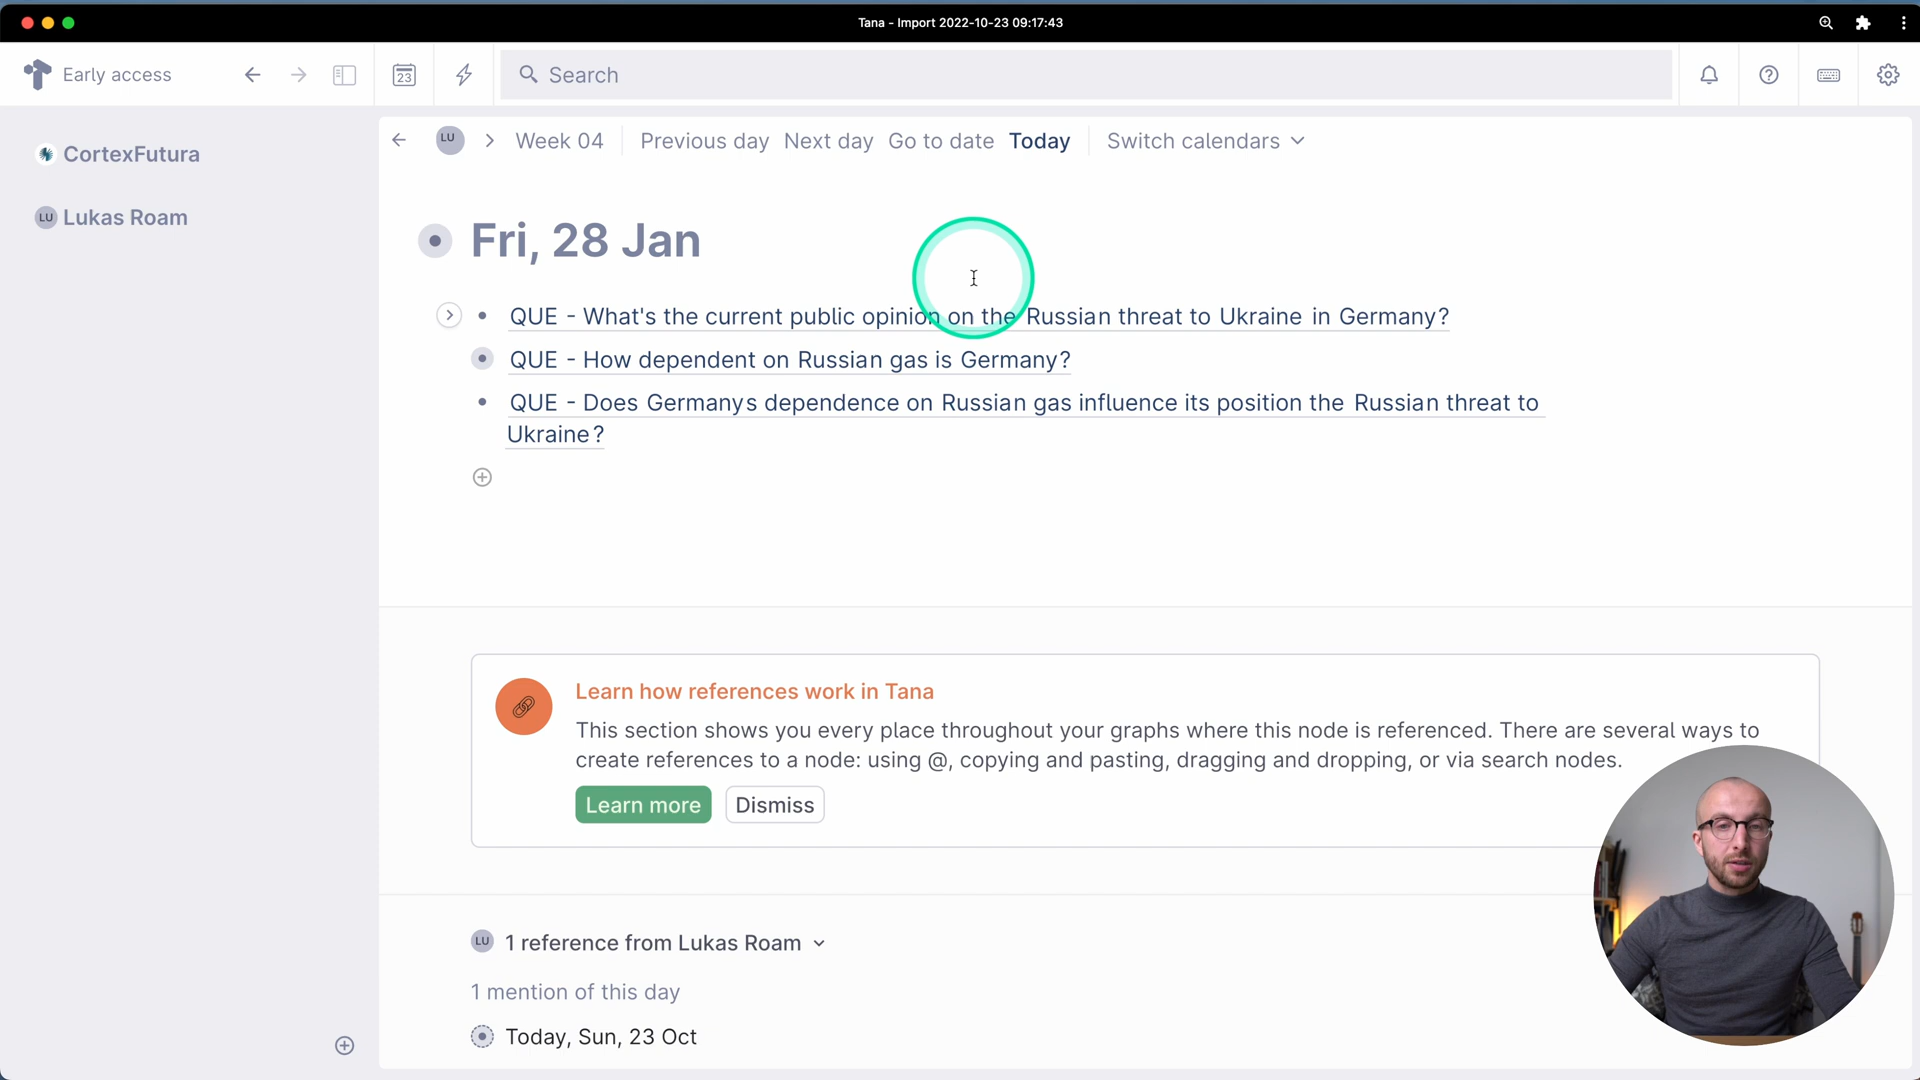 Tana - Import 2022-10-23 09:17:43
Early access
23
Search
CortexFutura
LU Lukas Roam
LU Week 04 Previous day Next day Go to date Today Switch calendars
Fri, 28 Jan
QUE - What's the current public opinion on the Russian threat to Ukraine in Germany?
QUE - How dependent on Russian gas is Germany?
QUE - Does Germanys dependence on Russian gas influence its position the Russian threat to
Ukraine?
Learn how references work in Tana
This section shows you every place throughout your graphs where this node is referenced. There are several ways to
create references to a node: using @, copying and pasting, dragging and dropping, or via search nodes.
Learn more Dismiss
LU 1 reference from Lukas Roam
1 mention of this day
Today, Sun, 23 Oct